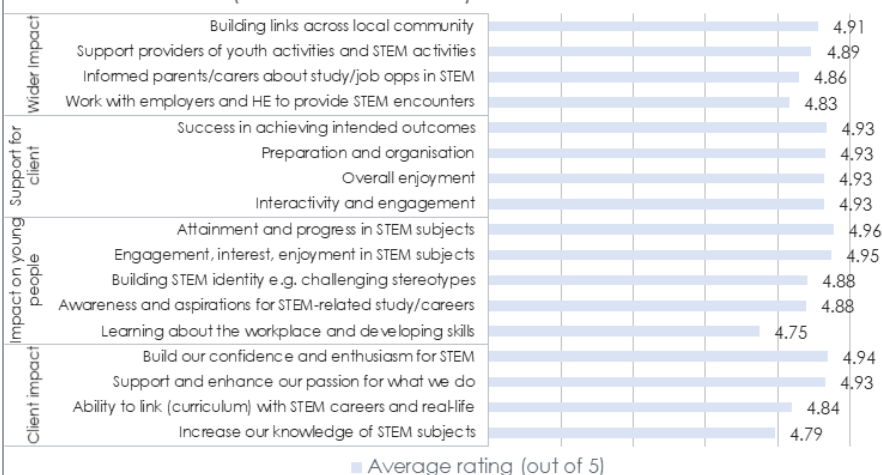 Wider Impact
Building links across local community 4.91
Support providers of youth activities and STEM activities 4.89
Informed parents/carers about study/job opps in STEM 4.86
Work with employers and HE to provide STEM encounters 4.83
Support for client
Success in achieving intended outcomes 4.93
Preparation and organisation 4.93
Overall enjoyment 4.93
Interactivity and engagement 4.93
Impact on young people
Attainment and progress in STEM subjects 4.96
Engagement, interest, enjoyment in STEM subjects 4.95
Building STEM identity e.g. challenging stereotypes 4.88
Awareness and aspirations for STEM-related study/careers 4.88
Learning about the workplace and developing skills 4.75
Client impact
Build our confidence and enthusiasm for STEM 4.94
Support and enhance our passion for what we do 4.93
Ability to link (curriculum) with STEM careers and real-life 4.84
Increase our knowledge of STEM subjects 4.79
Average rating (out of 5)